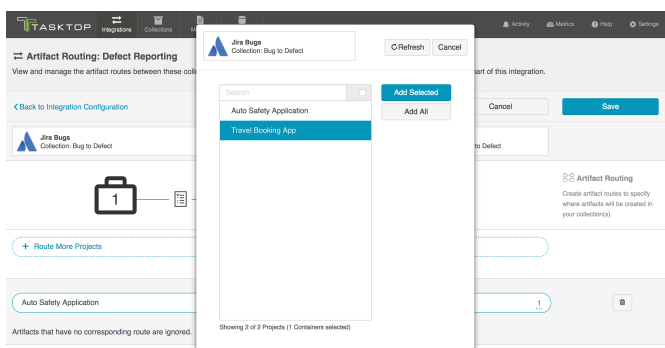 TASKTOP
Integrations
Collections
M
Activity
Metrics
Help
Settings
Artifact Routing: Defect Reporting
View and manage the artifact routes between these coll
art of this integration.
Back to Integration Configuration
Cancel
Save
Jira Bugs
Collection: Bug to Defect
to Defect
1
Artifact Routing
Create artifact routes to specify
where artifacts will be created in
your collection(s).
+ Route More Projects
Auto Safety Application
1
...
Artifacts that have no corresponding route are ignored.
Jira Bugs
Collection: Bug to Defect
Refresh
Cancel
Search
Add Selected
Auto Safety Application
Add All
Travel Booking App
Showing 2 of 2 Projects (1 Containers selected)